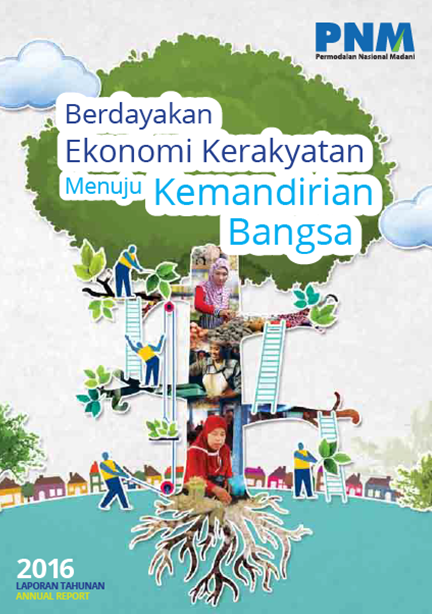 PNM
Permodalan Nasional Madani
Berdayakan
Ekonomi Kerakyatan
Menuju Kemandirian
Bangsa
2016
LAPORAN TAHUNAN
ANNUAL REPORT